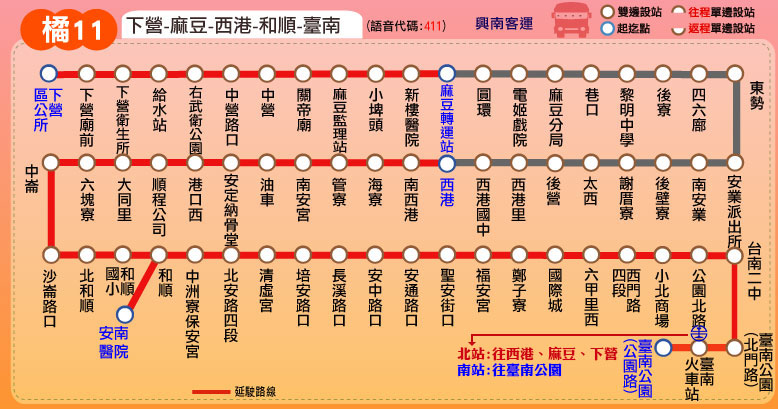 橘11
下營-麻豆-西港-和順-臺南
(語音代碼:411)
興南客運
雙邊設站
往程單邊設站
起迄點
返程單邊設站
下營區公所
下營廟前
下營衛生所
給水站
右武衛公園
中營路口
中營
關帝廟
麻豆監理站
小埤頭
新樓醫院
麻豆轉運站
圓環
電姬戲院
麻豆分局
巷口
黎明中學
後寮
四六廍
東勢
中崙
六塊寮
大同里
順程公司
港口西
安定納骨堂
油車
南安宮
管寮
海寮
南西港
西港
西港國中
西港里
後營
太西
謝厝寮
後壁寮
南安業
安業派出所
沙崙路口
北和順
和順國小
安南醫院
和順
中洲寮保安宮
北安路四段
清虛宮
培安路口
長溪路口
安中路口
安通路口
聖安街口
福安宮
鄭子寮
國際城
六甲里西
西門路四段
小北商場
公園北路
台南二中
臺南公園(北門路)
臺南火車站
臺南公園(公園路)
北站:往西港、麻豆、下營
南站:往臺南公園
延駛路線